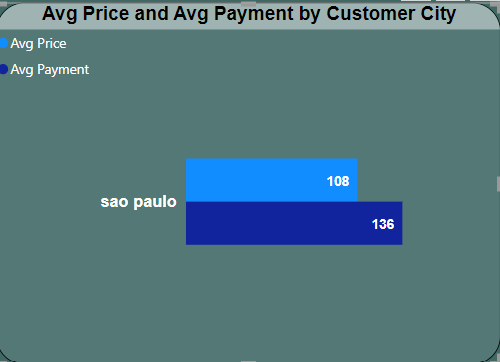 Avg Price and Avg Payment by Customer City
Avg Price
Avg Payment
108
sao paulo
136